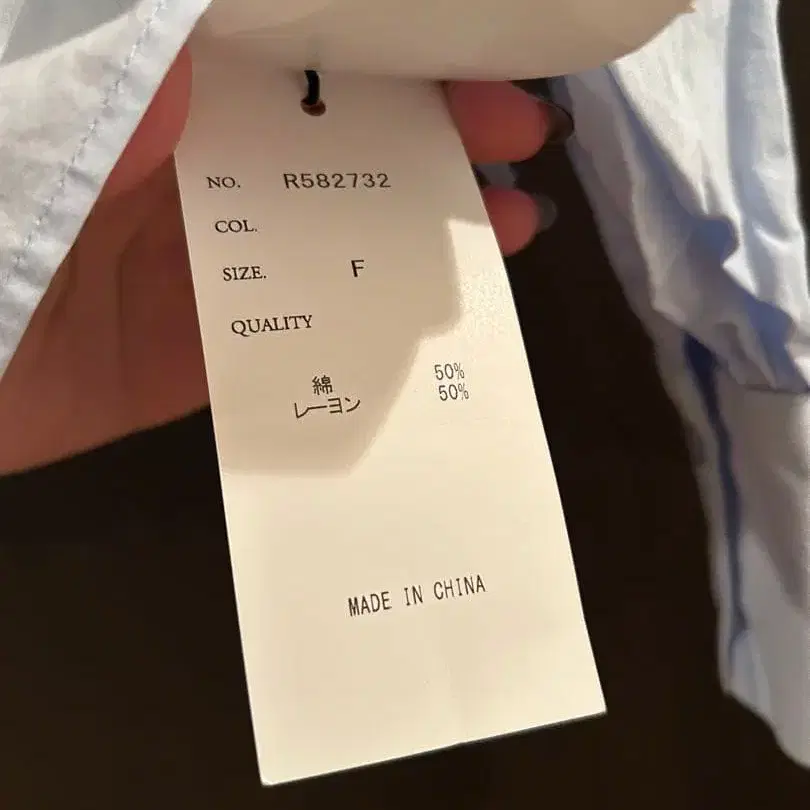 NO. R582732
COL.
SIZE. F
QUALITY
綿 50%
レーヨン 50%
MADE IN CHINA